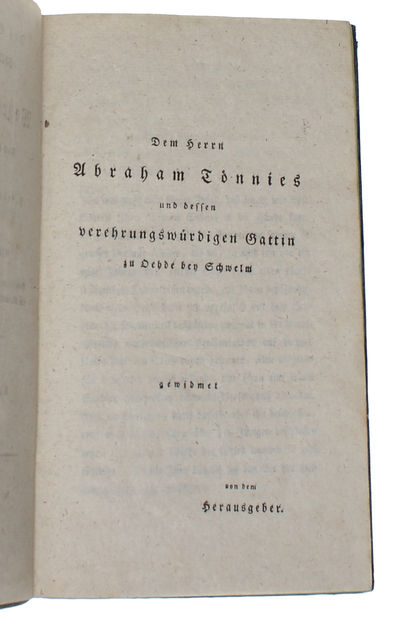 Dem Herrn
Abraham Tönnies
und dessen
verehrungswürdigen Gattin
zu Oehde bey Schwelm
gewidmet
von dem
Herausgeber.